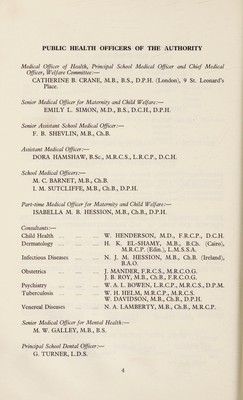 PUBLIC HEALTH OFFICERS OF THE AUTHORITY
Medical Officer of Health, Principal School Medical Officer and Chief Medical
Officer, Welfare Committee:—
CATHERINE B. CRANE, M.B., B.S., D.P.H. (London), 9 St. Leonard's
Place.
Senior Medical Officer for Maternity and Child Welfare:—
EMILY L. SIMON, M.D., B.S., D.C.H., D.P.H.
Senior Assistant School Medical Officer:—
F. B. SHEVLIN, M.B., Ch.B.
Assistant Medical Officer:—
DORA HAMSHAW, B.Sc., M.R.C.S., L.R.C.P., D.C.H.
School Medical Officers:—
M. C. BARNET, M.B., Ch.B.
I. M. SUTCLIFFE, M.B., Ch.B., D.P.H.
Part-time Medical Officer for Maternity and Child Welfare:—
ISABELLA M. B. HESSION, M.B., Ch.B., D.P.H.
Consultants:—
Child Health ... ... ... W. HENDERSON, M.D., F.R.C.P., D.C.H.
Dermatology ... ... ... H. K. EL-SHAMY, M.B., B.Ch. (Cairo),
M.R.C.P. (Edin.), L.M.S.S.A.
Infectious Diseases ... ... N. J. M. HESSION, M.B., Ch.B. (Ireland),
B.A.O.
Obstetrics ... ... ... J. MANDER, F.R.C.S., M.R.C.O.G.
J. B. ROY, M.B., Ch.B., F.R.C.O.G.
Psychiatry ... ... ... W. A. I. BOWEN, L.R.C.P., M.R.C.S., D.P.M.
Tuberculosis ... ... ... W. H. HELM, M.R.C.P., M.R.C.S.
W. DAVIDSON, M.B., Ch.B., D.P.H.
Venereal Diseases ... ... N. A. LAMBERTY, M.B., Ch.B., M.R.C.P.
Senior Medical Officer for Mental Health:—
M. W. GALLEY, M.B., B.S.
Principal School Dental Officer:—
G. TURNER, L.D.S.
4